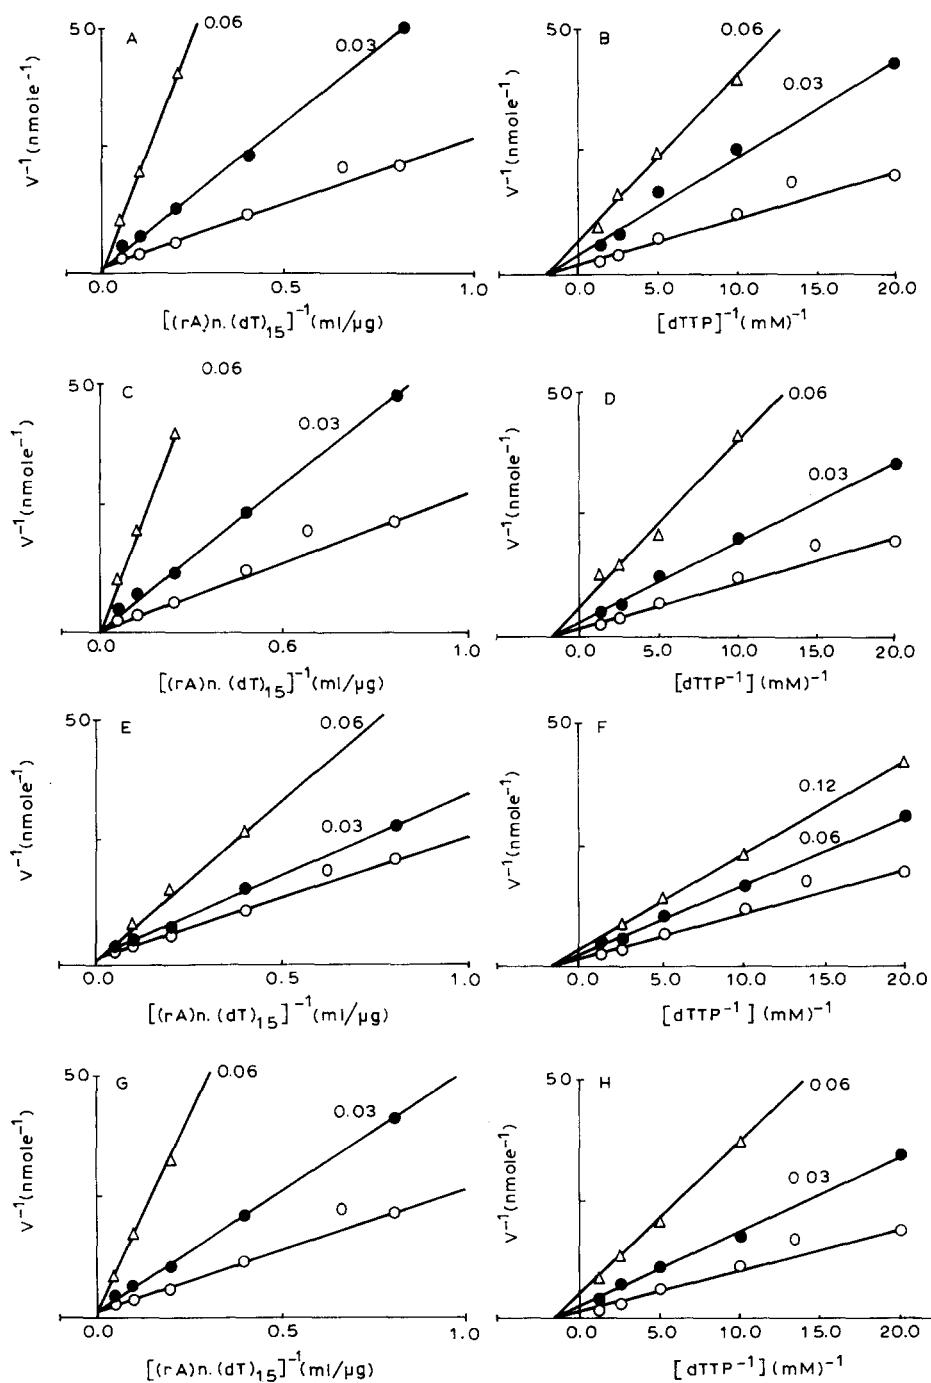 A
50
0.06
0.03
0
V⁻¹(nmole⁻¹)
0.0 0.5 1.0
[(rA)n.(dT)₁₅]⁻¹(ml/μg)
B
50
0.06
0.03
0
V⁻¹(nmole⁻¹)
0.0 5.0 10.0 15.0 20.0
[dTTP]⁻¹(mM)⁻¹
C
50
0.06
0.03
0
V⁻¹(nmole⁻¹)
0.0 0.6 1.0
[(rA)n.(dT)₁₅]⁻¹(ml/μg)
D
50
0.06
0.03
0
V⁻¹(nmole⁻¹)
0.0 5.0 10.0 15.0 20.0
[dTTP⁻¹](mM)⁻¹
E
50
0.06
0.03
0
V⁻¹(nmole⁻¹)
0.0 0.5 1.0
[(rA)n.(dT)₁₅]⁻¹(ml/μg)
F
50
0.12
0.06
0
V⁻¹(nmole⁻¹)
0.0 5.0 10.0 15.0 20.0
[dTTP⁻¹](mM)⁻¹
G
50
0.06
0.03
0
V⁻¹(nmole⁻¹)
0.0 0.5 1.0
[(rA)n.(dT)₁₅]⁻¹(ml/μg)
H
50
0.06
0.03
0
V⁻¹(nmole⁻¹)
0.0 5.0 10.0 15.0 20.0
[dTTP⁻¹](mM)⁻¹